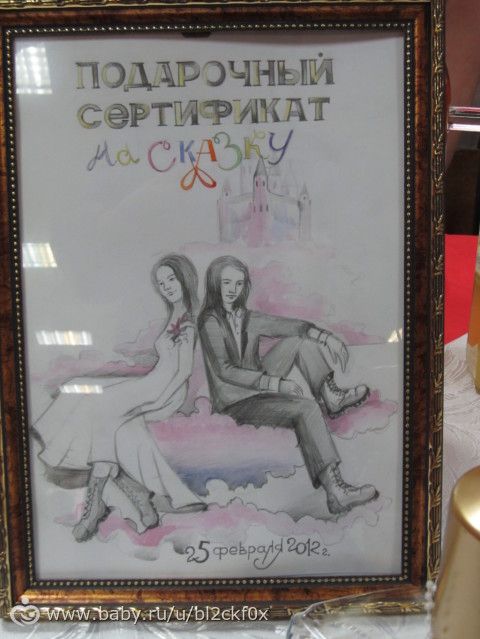 ПОДАРОЧНЫЙ
СЕРТИФИКАТ
на СКАЗКУ
25 февраля 2012 г.
www.baby.ru/u/bl2ckf0x